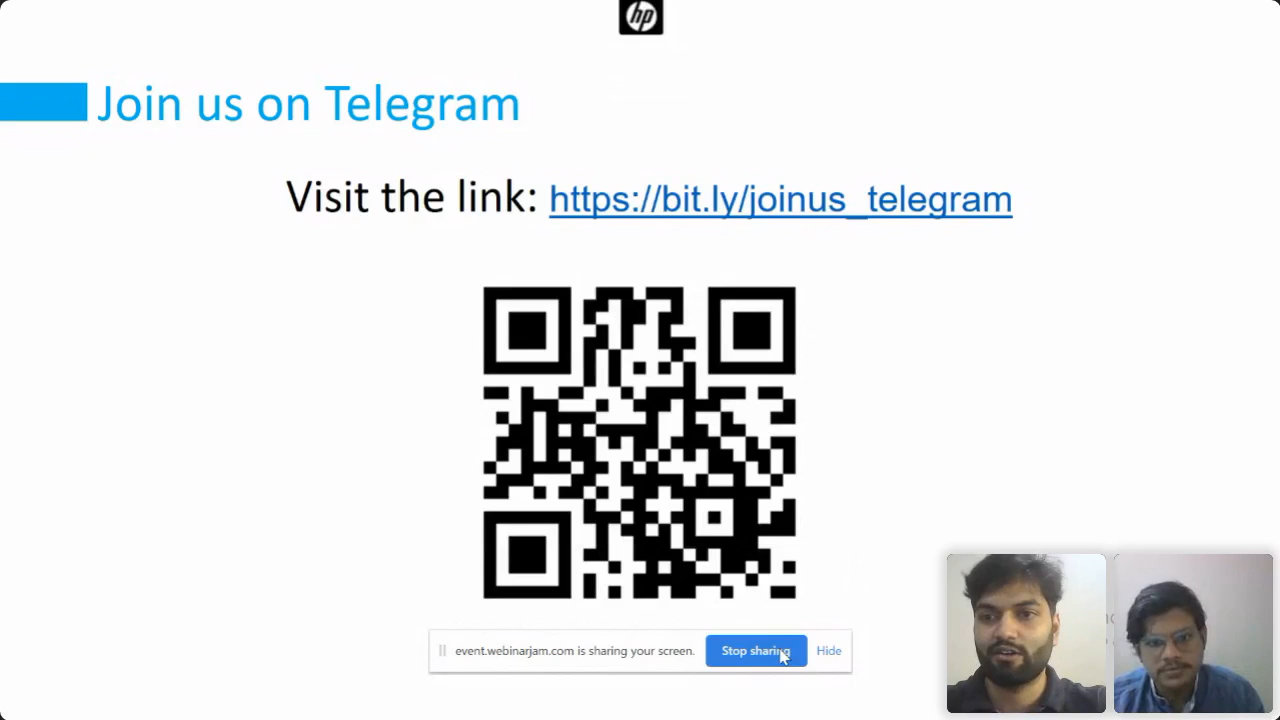 hp
Join us on Telegram
Visit the link: https://bit.ly/joinus_telegram
event.webinarjam.com is sharing your screen. Stop sharing Hide